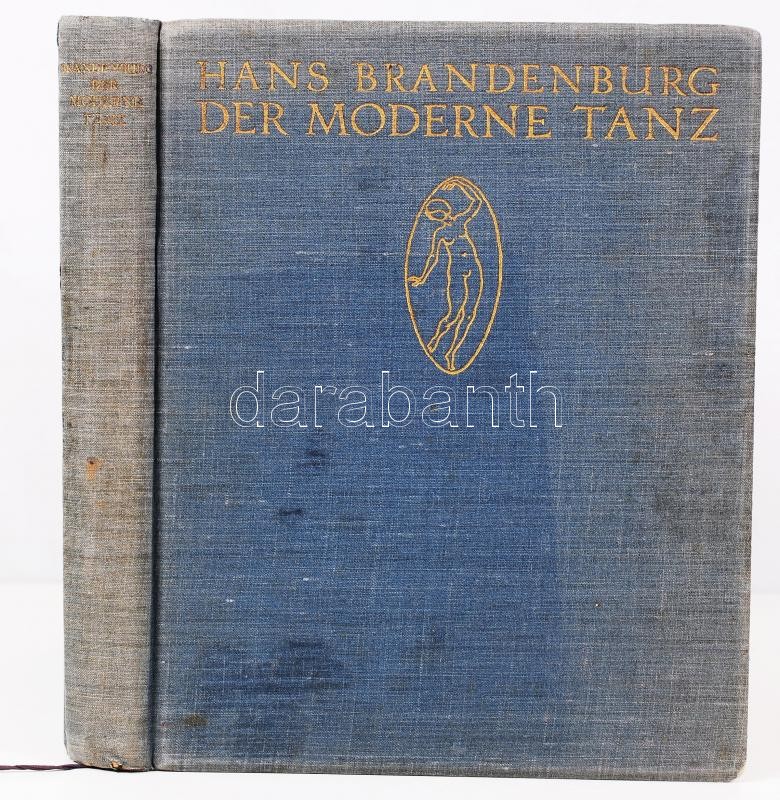 HANS BRANDENBURG
DER MODERNE TANZ
BRANDENBURG
DER
MODERNE
TANZ
darabanth